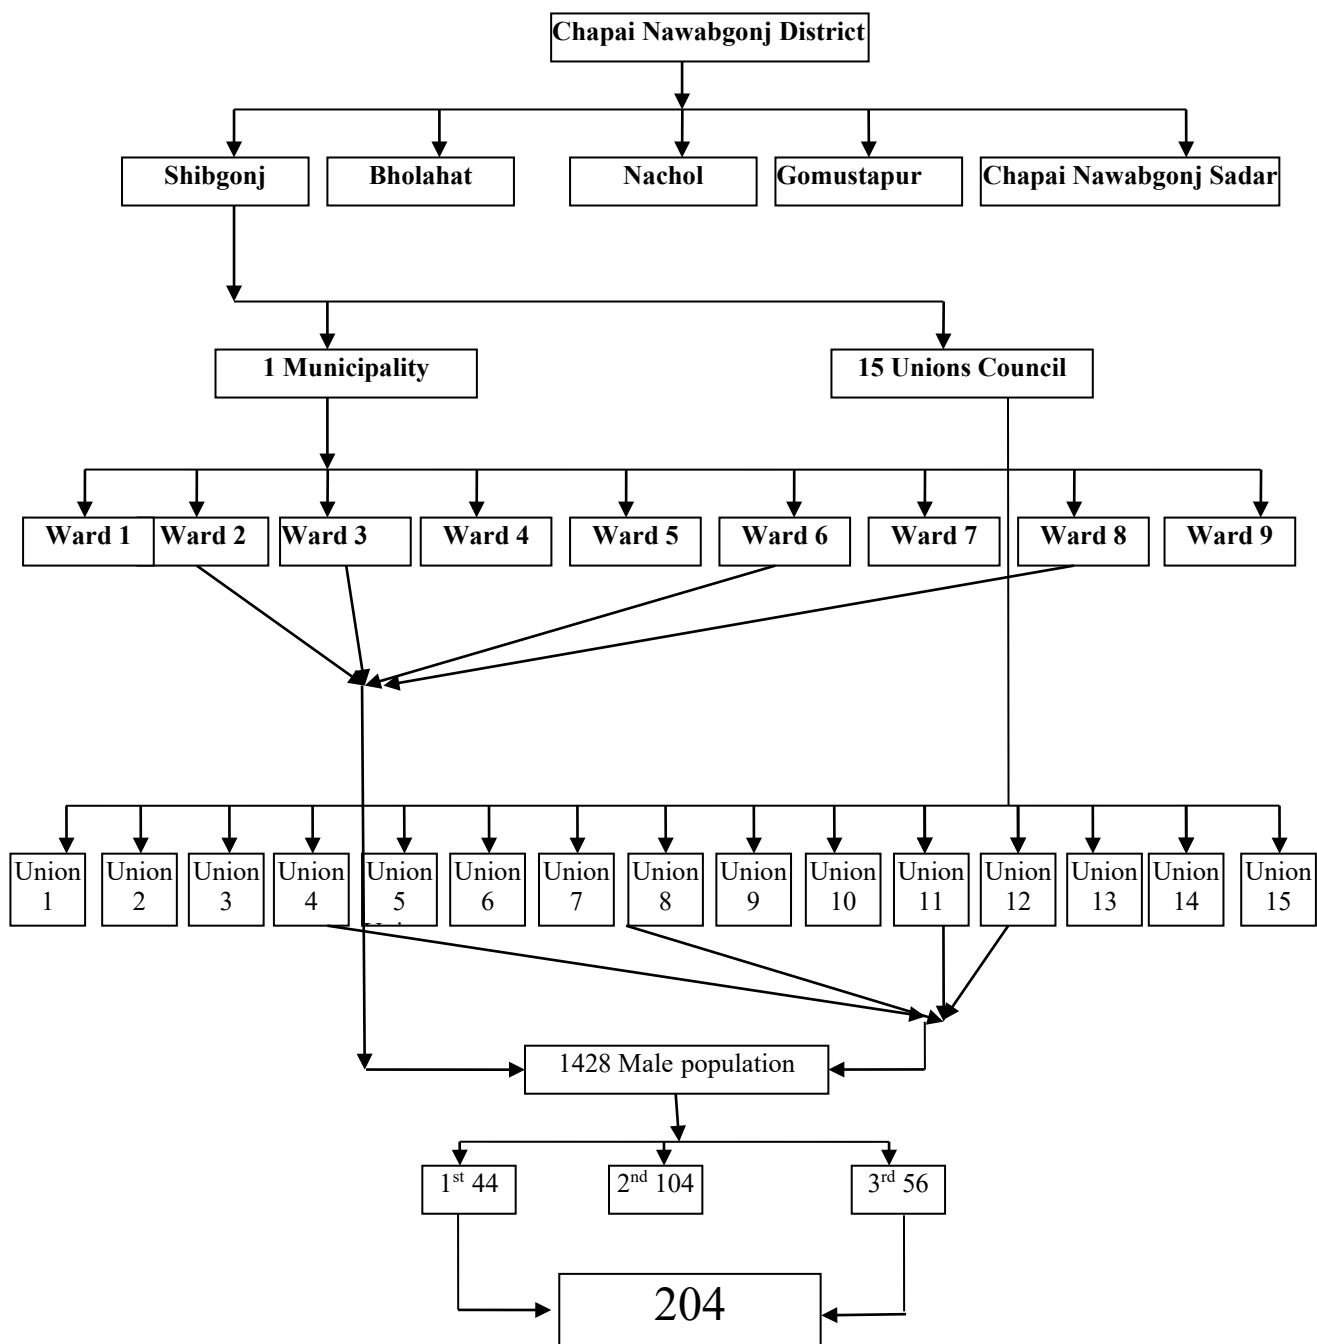 Chapai Nawabgonj District
Shibgonj
Bholahat
Nachol
Gomustapur
Chapai Nawabgonj Sadar
1 Municipality
15 Unions Council
Ward 1
Ward 2
Ward 3
Ward 4
Ward 5
Ward 6
Ward 7
Ward 8
Ward 9
Union
1
Union
2
Union
3
Union
4
Union
5
Union
6
Union
7
Union
8
Union
9
Union
10
Union
11
Union
12
Union
13
Union
14
Union
15
1428 Male population
1st 44
2nd 104
3rd 56
204